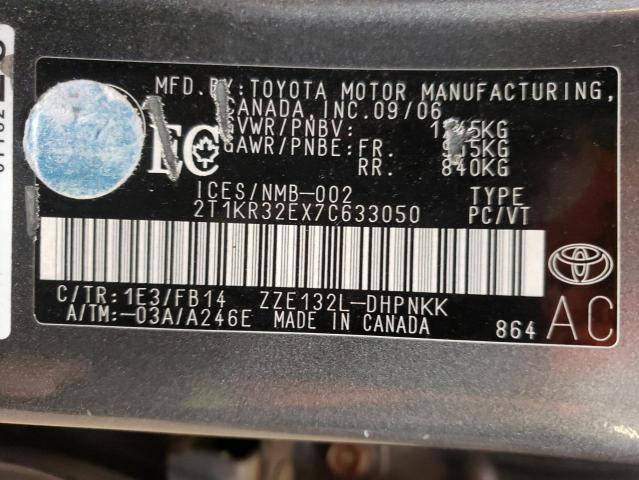 MFD. BY: TOYOTA MOTOR MANUFACTURING,
CANADA, INC. 09/06
GVWR/PNBV:
GAWR/PNBE: FR.
RR. 840KG
ICES/NMB-002 TYPE
2T1KR32EX7C633050 PC/VT
C/TR: 1E3/FB14 ZZE132L-DHPNKK
A/TM: -03A/A246E MADE IN CANADA 864 AC